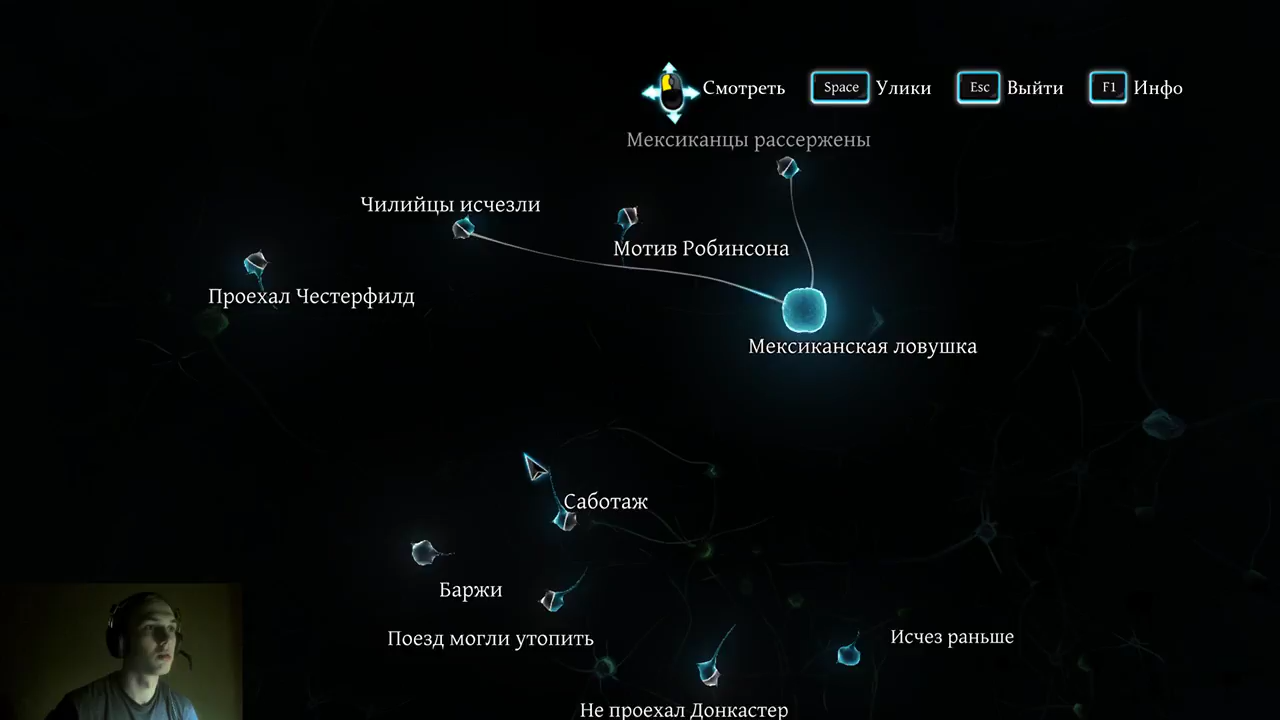 Смотреть
Space Улики
Esc Выйти
F1 Инфо
Мексиканцы рассержены
Чилийцы исчезли
Мотив Робинсона
Проехал Честерфилд
Мексиканская ловушка
Саботаж
Баржи
Поезд могли утопить
Исчез раньше
Не проехал Донкастер